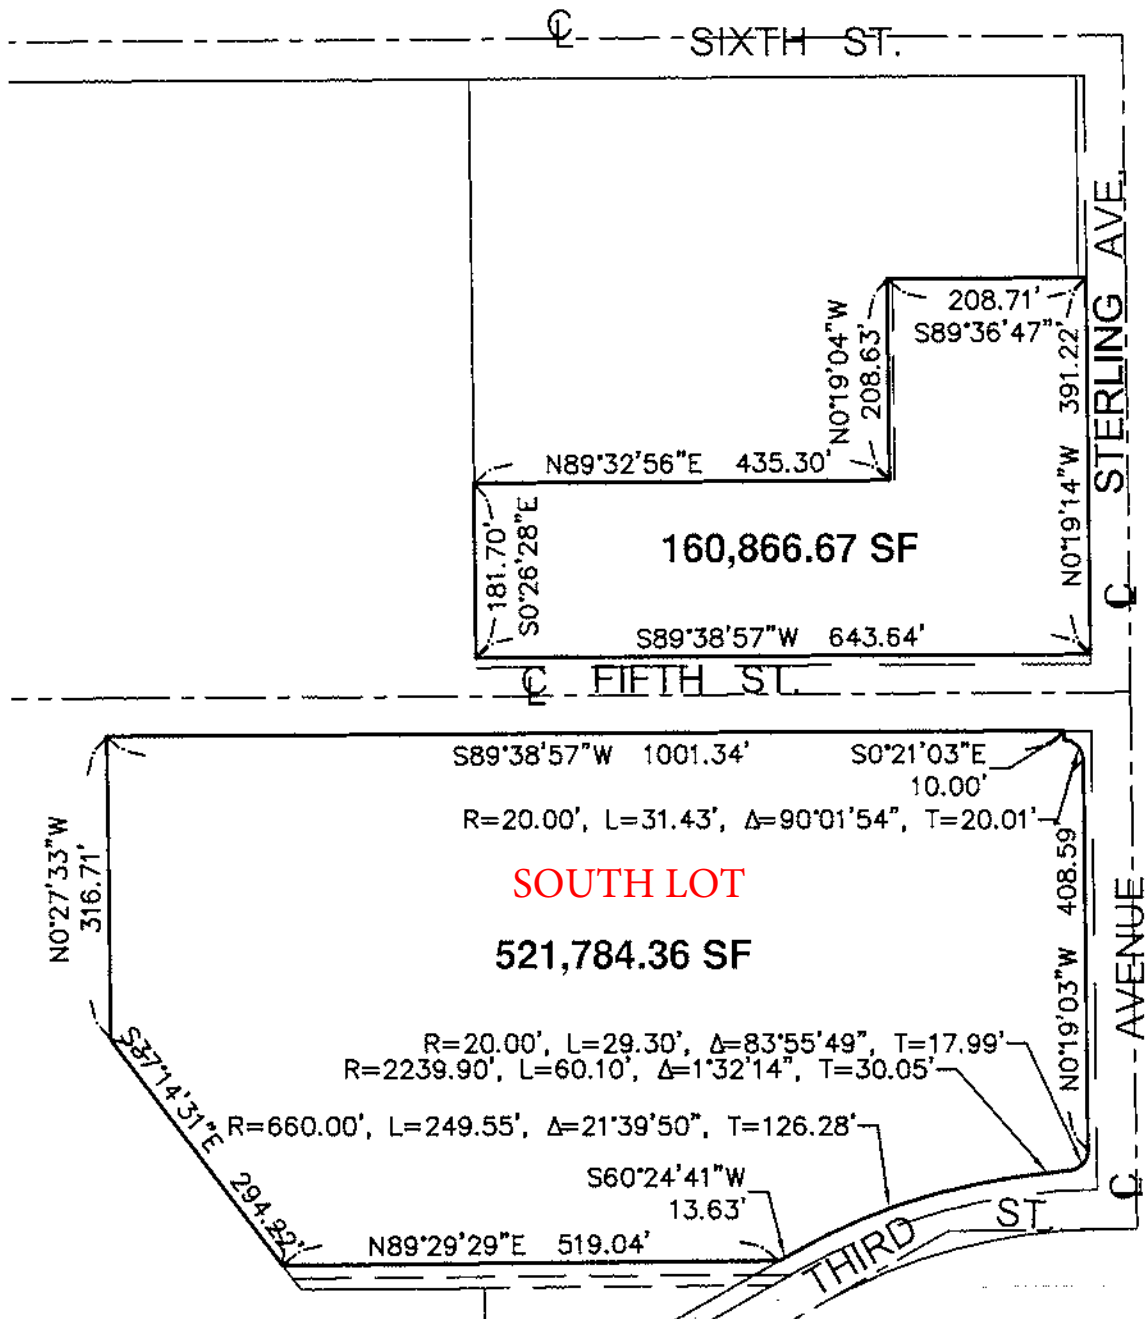 ℄
SIXTH ST.
STERLING AVE.
208.71'
S89°36'47"
N0°19'04"W
208.63'
N0°19'14"W 391.22
N89°32'56"E 435.30'
181.70'
S0°26'28"E
160,866.67 SF
℄
S89°38'57"W 643.64'
℄ FIFTH ST.
S89°38'57"W 1001.34'
S0°21'03"E
10.00'
R=20.00', L=31.43', Δ=90°01'54", T=20.01'
N0°27'33"W
316.71'
SOUTH LOT
521,784.36 SF
N0°19'03"W 408.59
AVENUE
R=20.00', L=29.30', Δ=83°55'49", T=17.99'
R=2239.90', L=60.10', Δ=1°32'14", T=30.05'
R=660.00', L=249.55', Δ=21°39'50", T=126.28'
S37°14'31"E 294.22'
S60°24'41"W
13.63'
℄
N89°29'29"E 519.04'
THIRD ST.